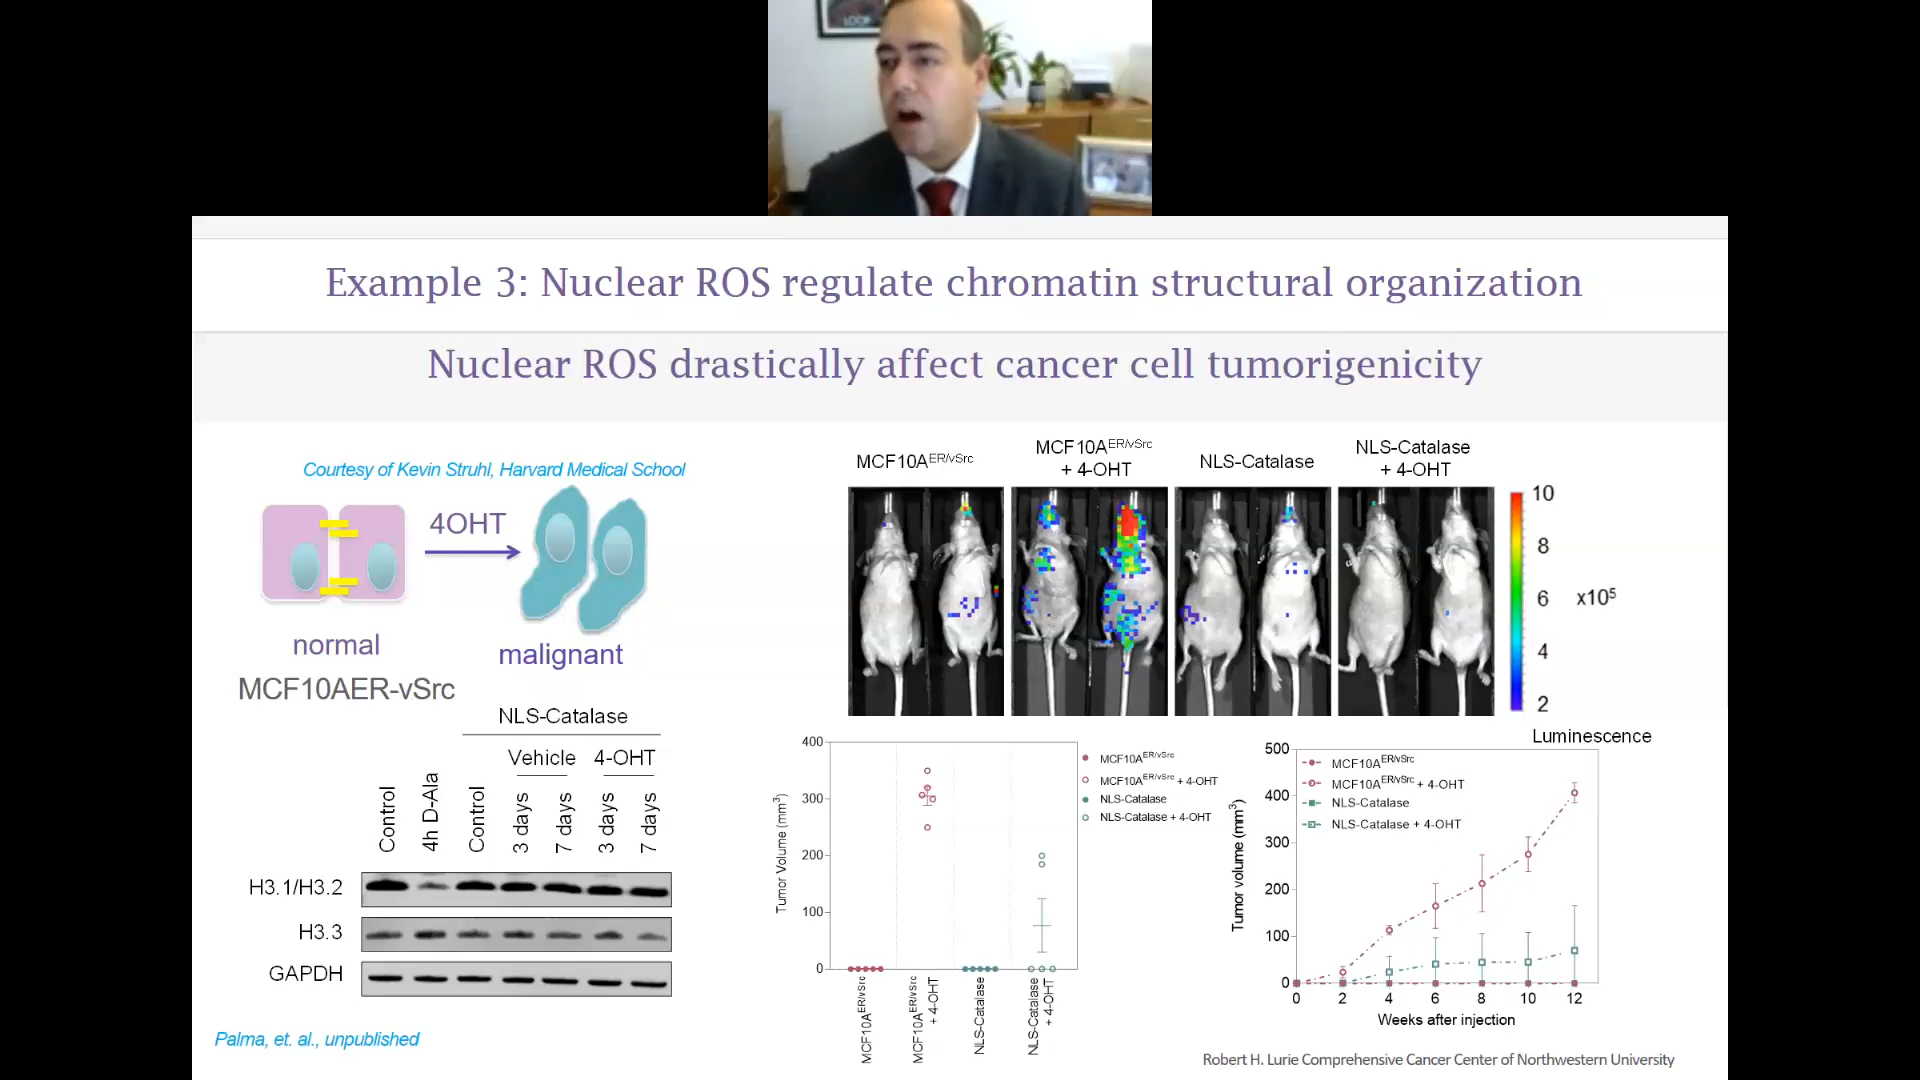 LOOP
Example 3: Nuclear ROS regulate chromatin structural organization
Nuclear ROS drastically affect cancer cell tumorigenicity
Courtesy of Kevin Struhl, Harvard Medical School
4OHT
normal
malignant
MCF10AER-vSrc
NLS-Catalase
Vehicle
4-OHT
Control
4h D-Ala
Control
3 days
7 days
3 days
7 days
H3.1/H3.2
H3.3
GAPDH
Palma, et. al., unpublished
MCF10A^ER/vSrc
MCF10A^ER/vSrc
+ 4-OHT
NLS-Catalase
NLS-Catalase
+ 4-OHT
10
8
6
x10^5
4
2
Luminescence
Tumor Volume (mm^3)
400
300
200
100
0
MCF10A^ER/vSrc
MCF10A^ER/vSrc
+ 4-OHT
NLS-Catalase
NLS-Catalase
+ 4-OHT
MCF10A^ER/vSrc
MCF10A^ER/vSrc + 4-OHT
NLS-Catalase
NLS-Catalase + 4-OHT
Tumor volume (mm^3)
500
400
300
200
100
0
MCF10A^ER/vSrc
MCF10A^ER/vSrc + 4-OHT
NLS-Catalase
NLS-Catalase + 4-OHT
0 2 4 6 8 10 12
Weeks after injection
Robert H. Lurie Comprehensive Cancer Center of Northwestern University